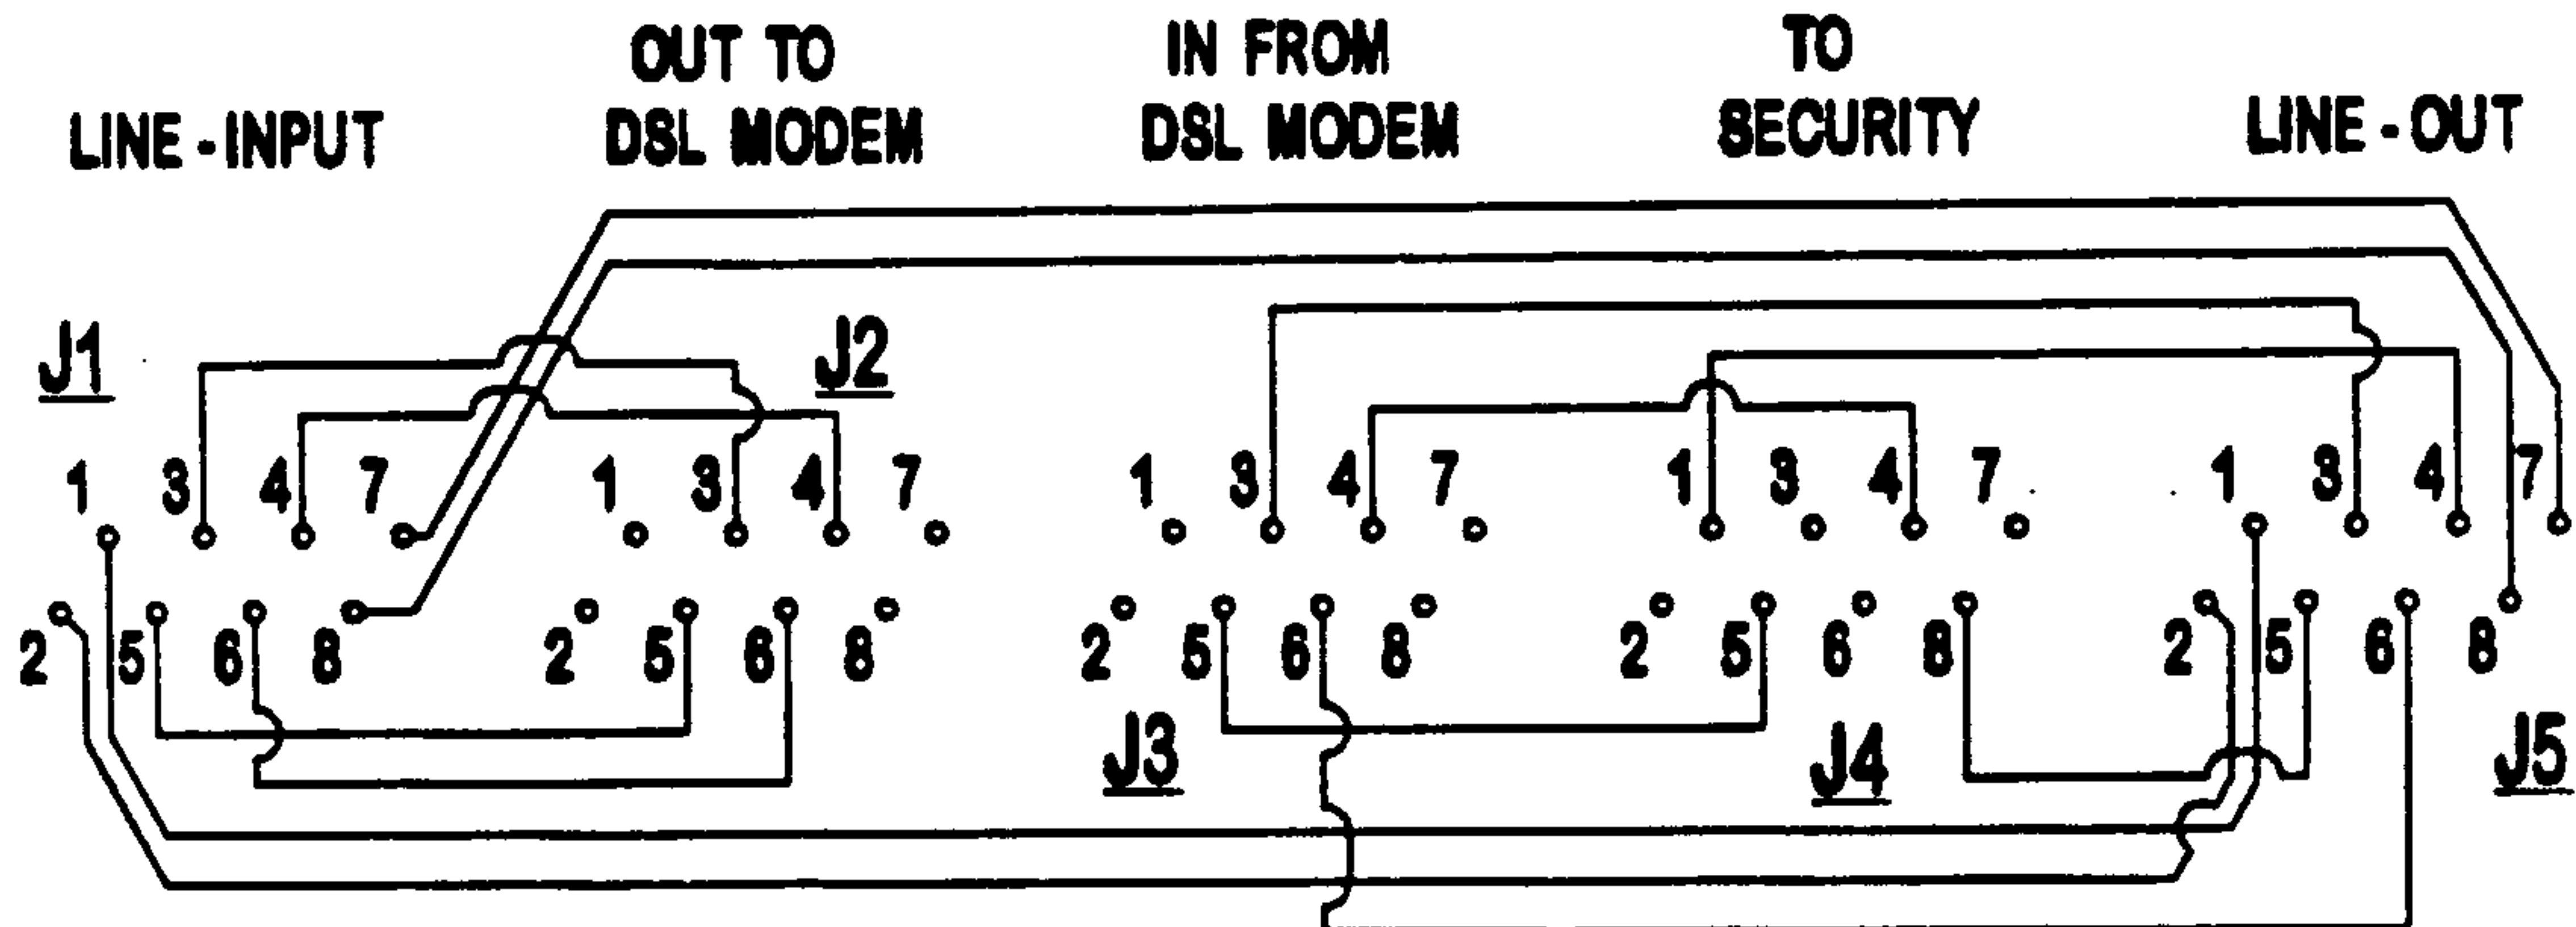 LINE - INPUT
OUT TO
DSL MODEM
IN FROM
DSL MODEM
TO
SECURITY
LINE - OUT
J1
J2
1 3 4 7 1 3 4 7 1 3 4 7 1 3 4 7 1 3 4 7
2 5 6 8 2 5 6 8 2 5 6 8 2 5 6 8 2 5 6 8
J3
J4
J5